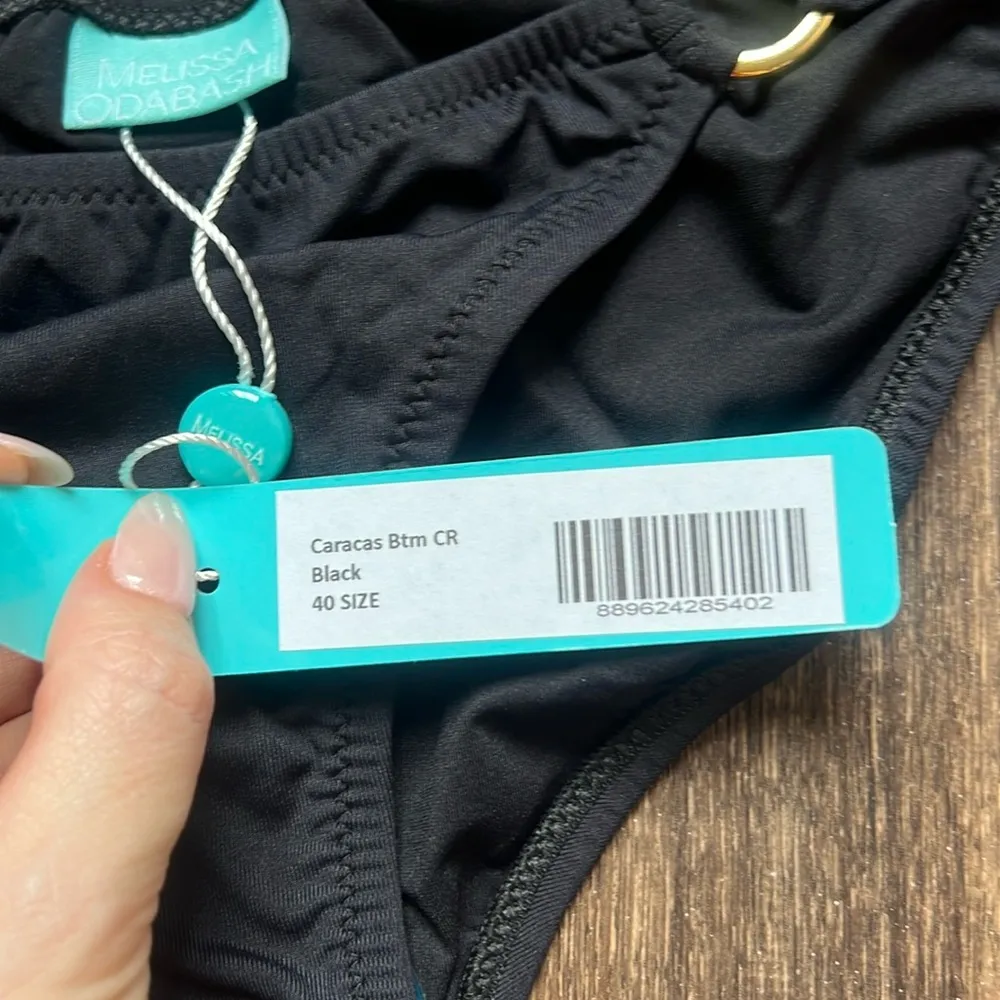 MELISSA
ODABASH
MELISSA
Caracas Btm CR
Black
40 SIZE
889624285402